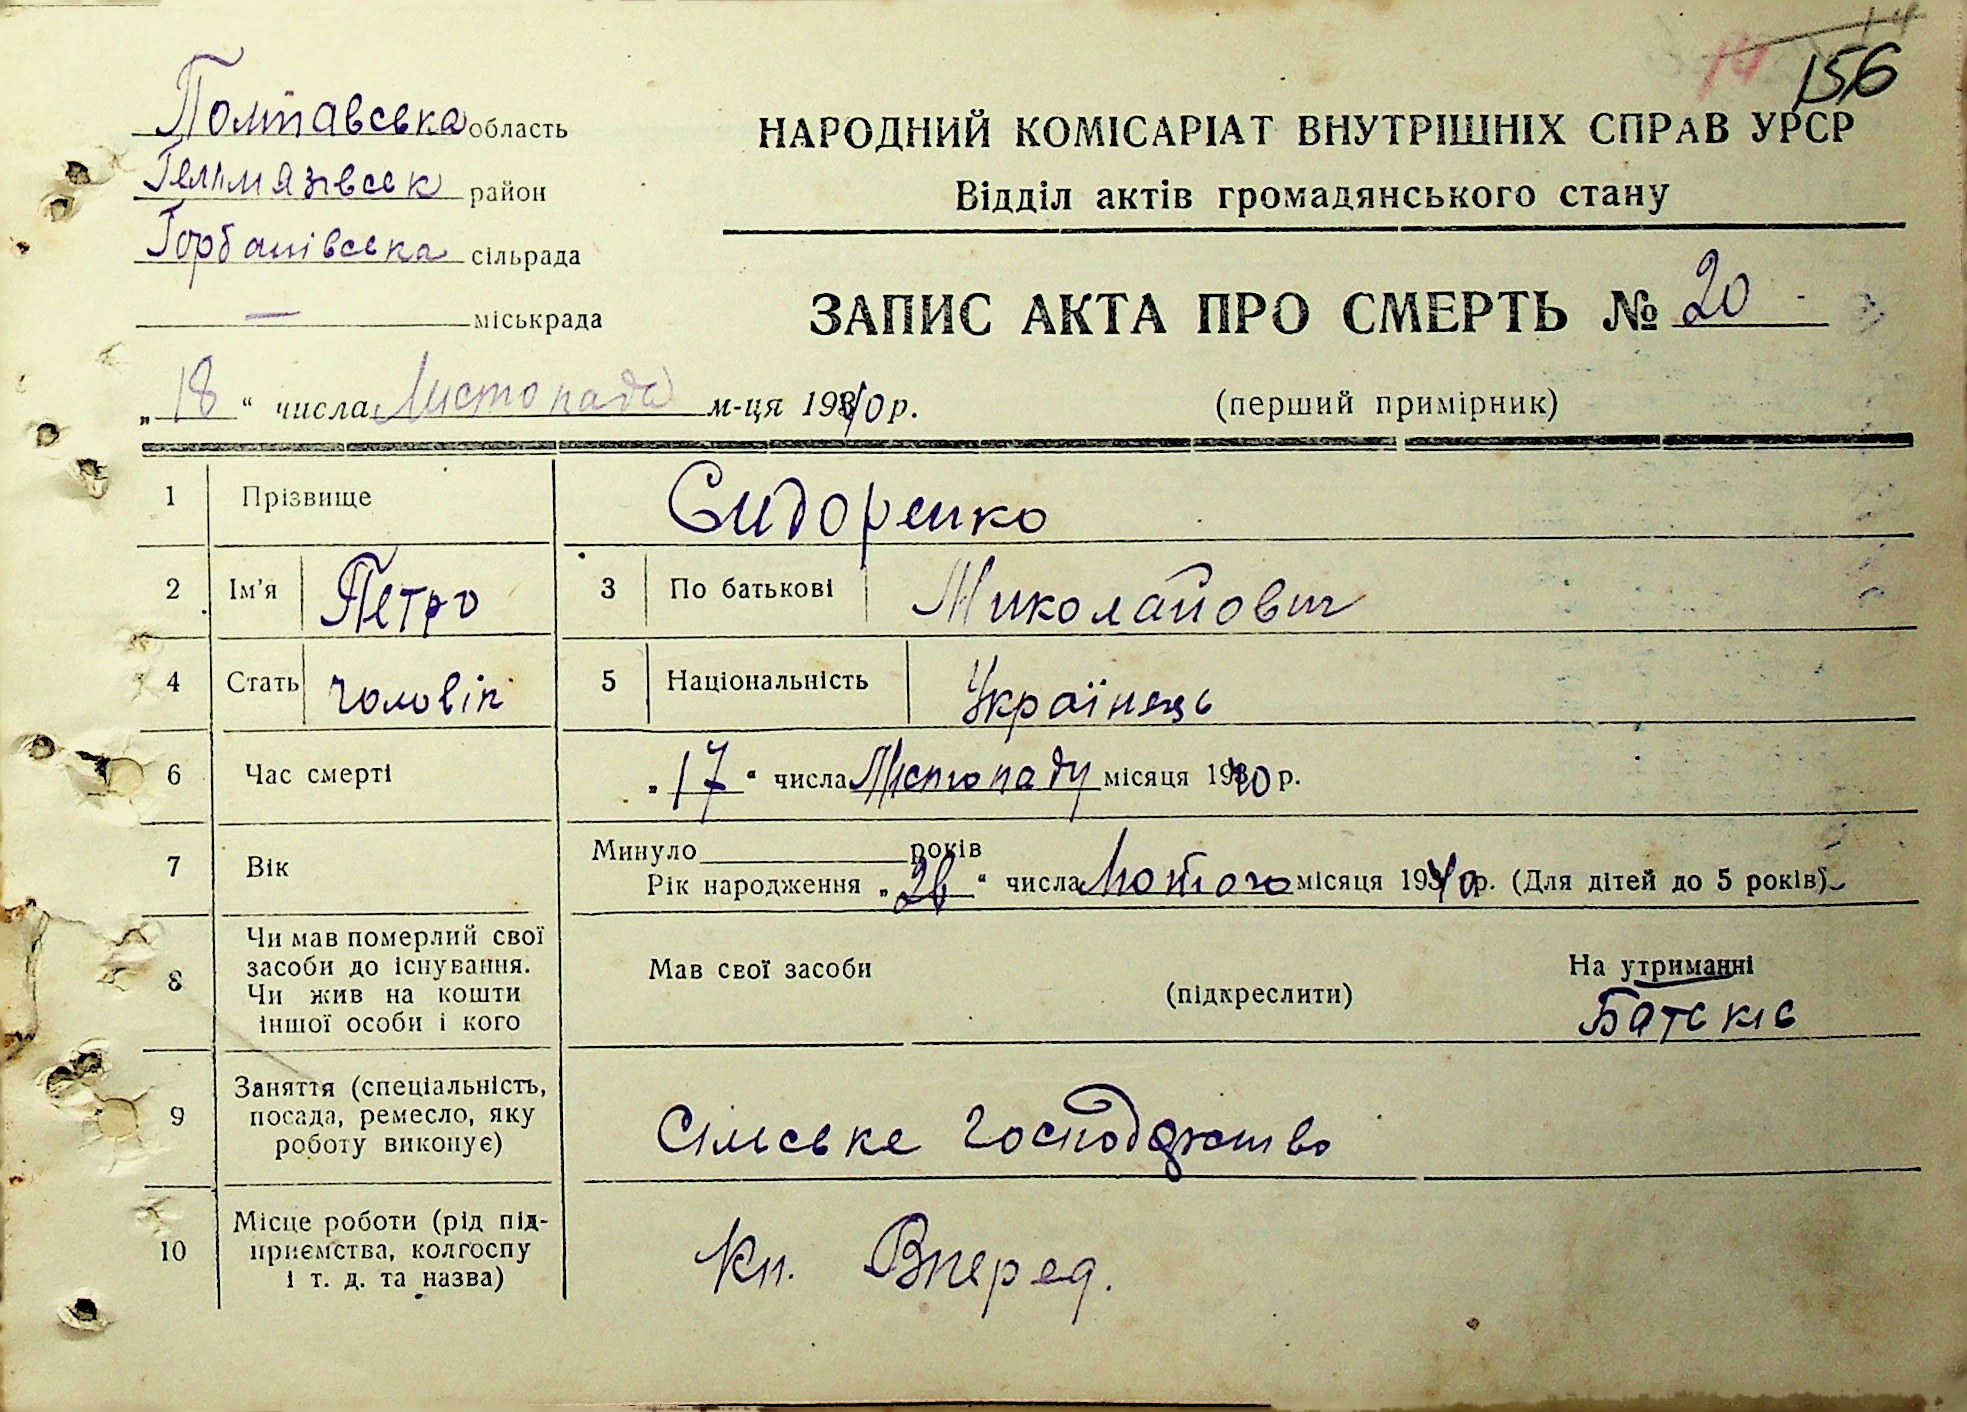 14
156
Полтавська область
Гельмязівськ район
Горбанівська сільрада
— міськрада
„18“ числа Листопада м-ця 1940 р.
НАРОДНИЙ КОМІСАРІАТ ВНУТРІШНІХ СПРАВ УРСР
Відділ актів громадянського стану
ЗАПИС АКТА ПРО СМЕРТЬ № 20
(перший примірник)
1 Прізвище Сидоренко
2 Ім'я Петро 3 По батькові Миколайович
4 Стать чоловіч 5 Національність Українець
6 Час смерті „17“ числа Листопаду місяця 1940 р.
7 Вік Минуло років
Рік народження „26“ числа Лютого місяця 1940 р. (Для дітей до 5 років)
8 Чи мав померлий свої
засоби до існування.
Чи жив на кошти
іншої особи і кого
Мав свої засоби (підкреслити) На утриманні
Батьків
9 Заняття (спеціальність,
посада, ремесло, яку
роботу виконує)
Сільське господарство
10 Місце роботи (рід під-
приємства, колгоспу
і т. д. та назва)
Кп. Вперед.